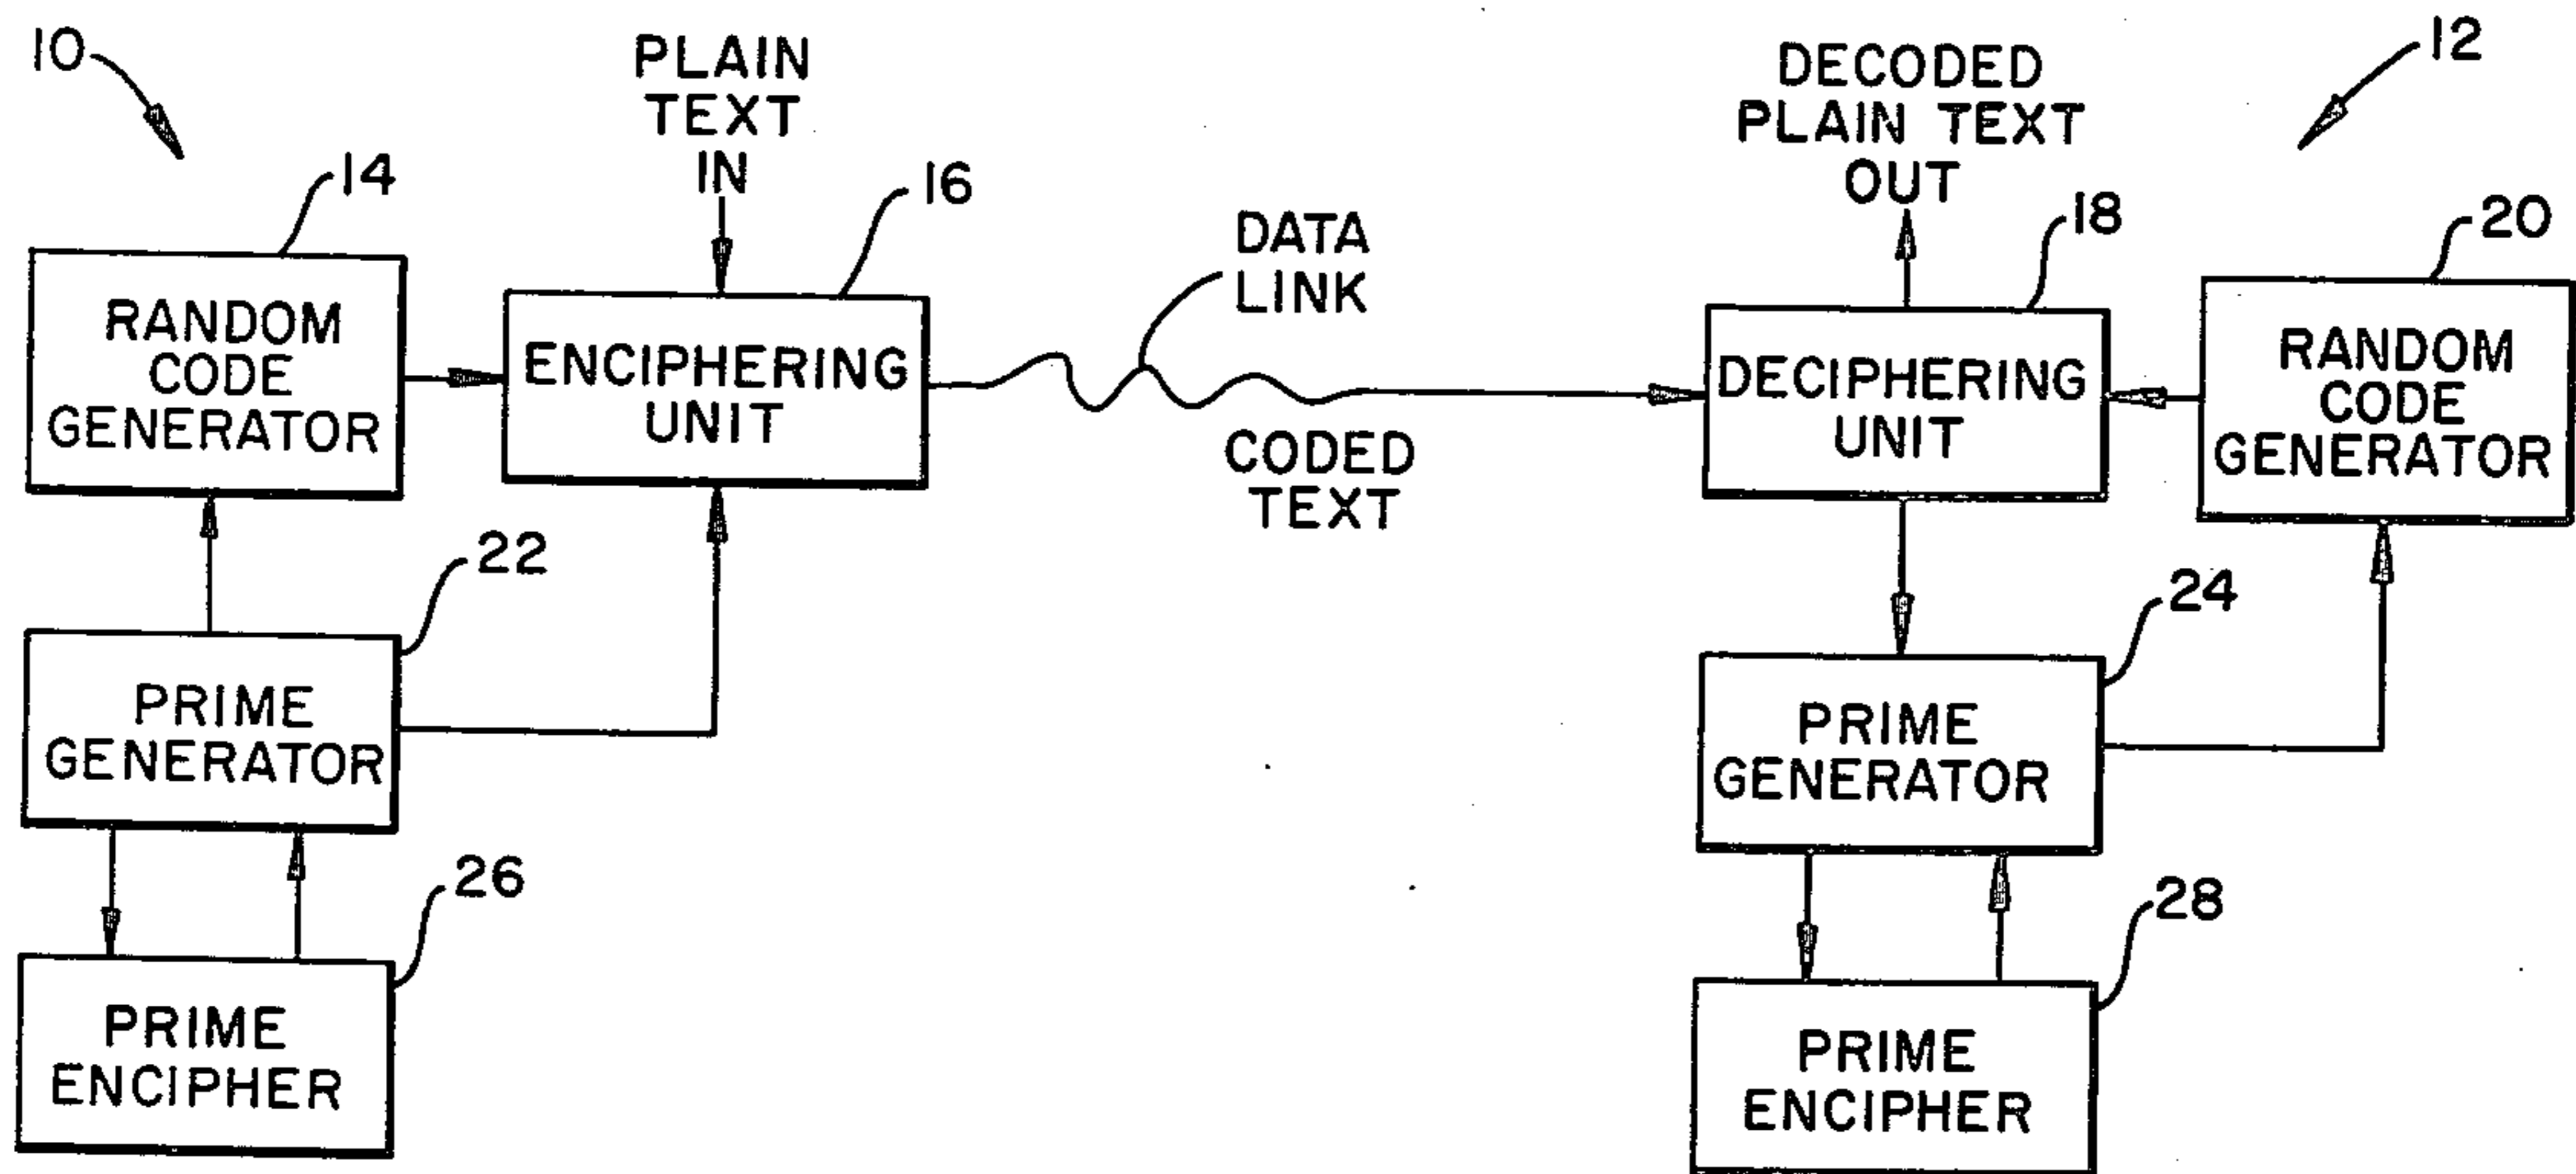 10
PLAIN
TEXT
IN
DECODED
PLAIN TEXT
OUT
12
14
16
18
20
DATA
LINK
RANDOM
CODE
GENERATOR
ENCIPHERING
UNIT
DECIPHERING
UNIT
RANDOM
CODE
GENERATOR
CODED
TEXT
22
24
PRIME
GENERATOR
PRIME
GENERATOR
26
28
PRIME
ENCIPHER
PRIME
ENCIPHER